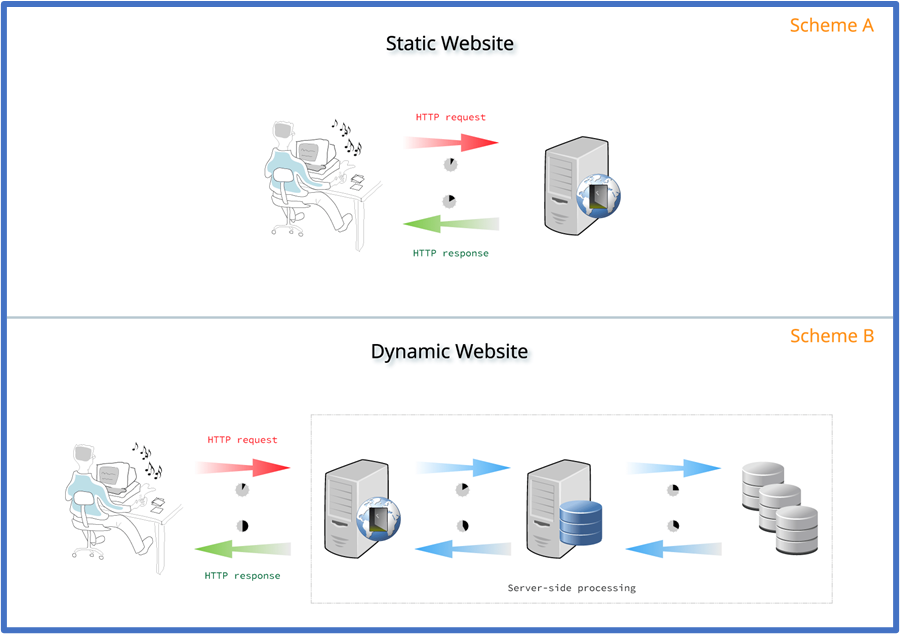 Scheme A
Static Website
HTTP request
HTTP response
Scheme B
Dynamic Website
HTTP request
HTTP response
Server-side processing